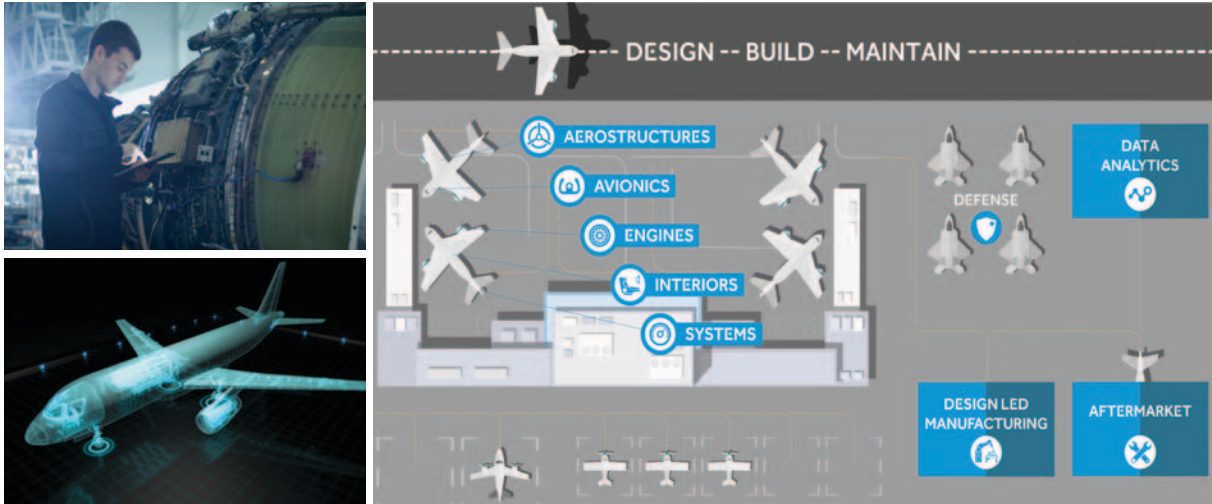 DESIGN -- BUILD -- MAINTAIN
AEROSTRUCTURES
AVIONICS
ENGINES
INTERIORS
SYSTEMS
DEFENSE
DATA
ANALYTICS
DESIGN LED
MANUFACTURING
AFTERMARKET